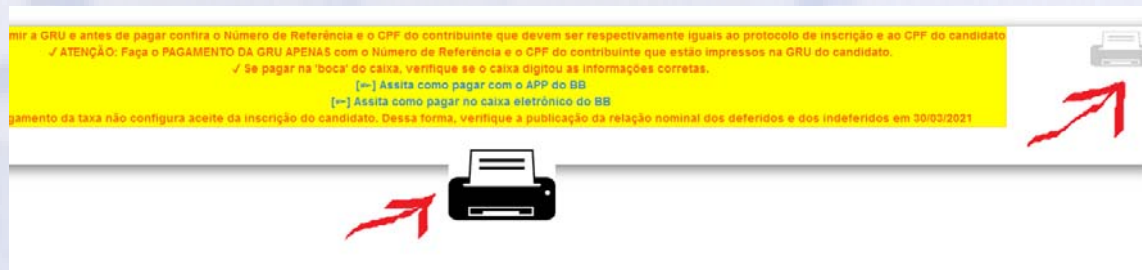 mir a GRU e antes de pagar confira o Número de Referência e o CPF do contribuinte que devem ser respectivamente iguais ao protocolo de inscrição e ao CPF do candidato
✓ ATENÇÃO: Faça o PAGAMENTO DA GRU APENAS com o Número de Referência e o CPF do contribuinte que estão impressos na GRU do candidato.
✓ Se pagar na 'boca' do caixa, verifique se o caixa digitou as informações corretas.
[⇐] Assita como pagar com o APP do BB
[⇐] Assita como pagar no caixa eletrônico do BB
gamento da taxa não configura aceite da inscrição do candidato. Dessa forma, verifique a publicação da relação nominal dos deferidos e dos indeferidos em 30/03/2021